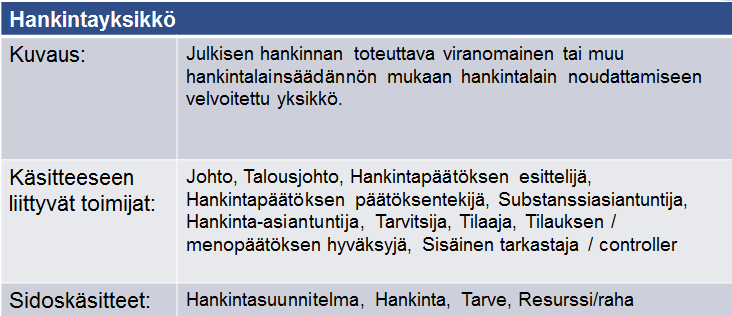 Hankintayksikkö
Kuvaus:
Julkisen hankinnan toteuttava viranomainen tai muu
hankintalainsäädännön mukaan hankintalain noudattamiseen
velvoitettu yksikkö.
Käsitteeseen
liittyvät toimijat:
Johto, Talousjohto, Hankintapäätöksen esittelijä,
Hankintapäätöksen päätöksentekijä, Substanssiasiantuntija,
Hankinta-asiantuntija, Tarvitsija, Tilaaja, Tilauksen /
menopäätöksen hyväksyjä, Sisäinen tarkastaja / controller
Sidoskäsitteet:
Hankintasuunnitelma, Hankinta, Tarve, Resurssi/raha